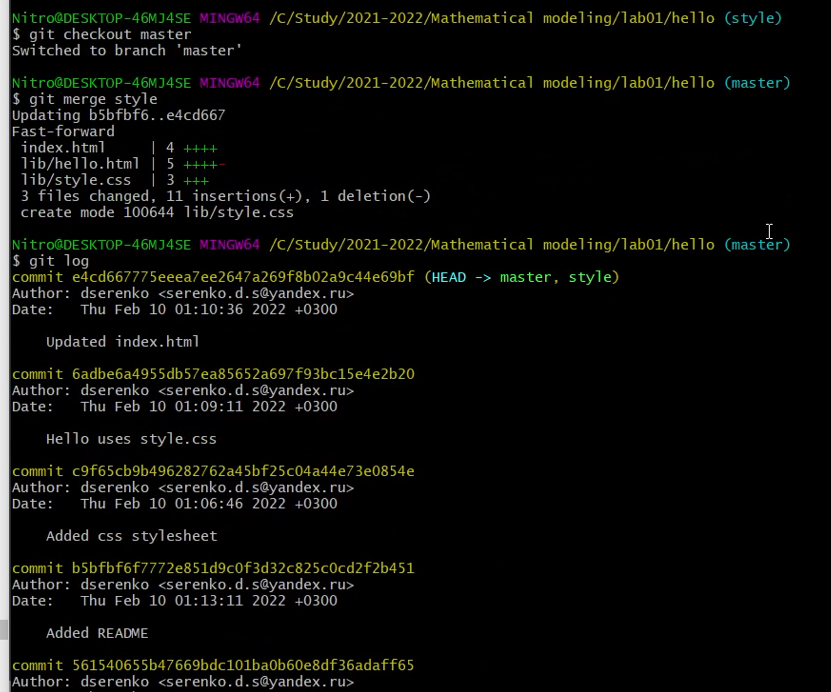 Nitro@DESKTOP-46MJ4SE MINGW64 /C/Study/2021-2022/Mathematical modeling/lab01/hello (style)
$ git checkout master
Switched to branch 'master'
Nitro@DESKTOP-46MJ4SE MINGW64 /C/Study/2021-2022/Mathematical modeling/lab01/hello (master)
$ git merge style
Updating b5bfbf6..e4cd667
Fast-forward
index.html | 4 ++++
lib/hello.html | 5 ++++-
lib/style.css | 3 +++
3 files changed, 11 insertions(+), 1 deletion(-)
create mode 100644 lib/style.css
Nitro@DESKTOP-46MJ4SE MINGW64 /C/Study/2021-2022/Mathematical modeling/lab01/hello (master)
$ git log
commit e4cd667775eeea7ee2647a269f8b02a9c44e69bf (HEAD -> master, style)
Author: dserenko <serenko.d.s@yandex.ru>
Date: Thu Feb 10 01:10:36 2022 +0300
Updated index.html
commit 6adbe6a4955db57ea85652a697f93bc15e4e2b20
Author: dserenko <serenko.d.s@yandex.ru>
Date: Thu Feb 10 01:09:11 2022 +0300
Hello uses style.css
commit c9f65cb9b496282762a45bf25c04a44e73e0854e
Author: dserenko <serenko.d.s@yandex.ru>
Date: Thu Feb 10 01:06:46 2022 +0300
Added css stylesheet
commit b5bfbf6f7772e851d9c0f3d32c825c0cd2f2b451
Author: dserenko <serenko.d.s@yandex.ru>
Date: Thu Feb 10 01:13:11 2022 +0300
Added README
commit 561540655b47669bdc101ba0b60e8df36adaff65
Author: dserenko <serenko.d.s@yandex.ru>